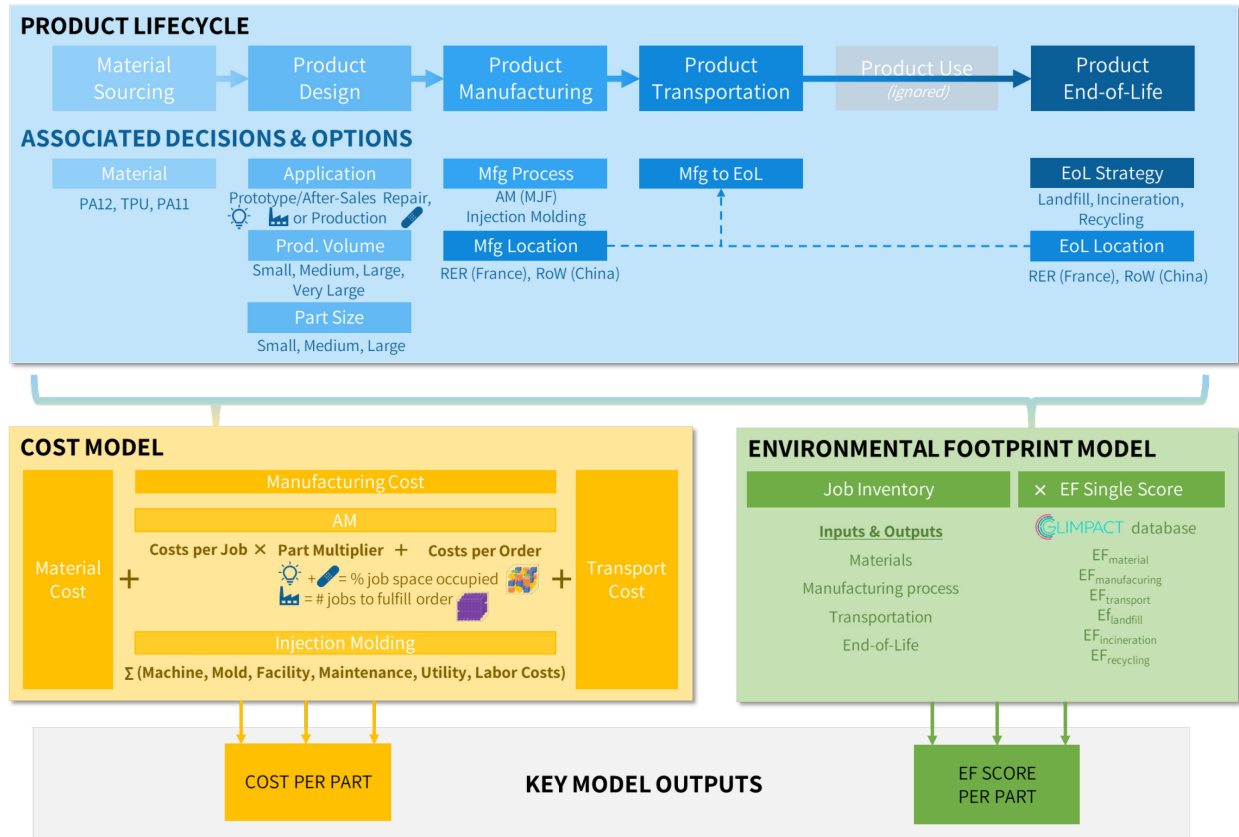 PRODUCT LIFECYCLE
Material
Sourcing
Product
Design
Product
Manufacturing
Product
Transportation
Product Use
(ignored)
Product
End-of-Life
ASSOCIATED DECISIONS & OPTIONS
Material
PA12, TPU, PA11
Application
Prototype/After-Sales Repair,
or Production
Prod. Volume
Small, Medium, Large,
Very Large
Part Size
Small, Medium, Large
Mfg Process
AM (MJF)
Injection Molding
Mfg Location
RER (France), RoW (China)
Mfg to EoL
EoL Strategy
Landfill, Incineration,
Recycling
EoL Location
RER (France), RoW (China)
COST MODEL
Material
Cost
+
Manufacturing Cost
AM
Costs per Job × Part Multiplier + Costs per Order
+ = % job space occupied
= # jobs to fulfill order
Injection Molding
Σ (Machine, Mold, Facility, Maintenance, Utility, Labor Costs)
+
Transport
Cost
ENVIRONMENTAL FOOTPRINT MODEL
Job Inventory
Inputs & Outputs
Materials
Manufacturing process
Transportation
End-of-Life
× EF Single Score
GLIMPACT database
EFmaterial
EFmanufacuring
EFtransport
Eflandfill
EFincineration
EFrecycling
COST PER PART
KEY MODEL OUTPUTS
EF SCORE
PER PART